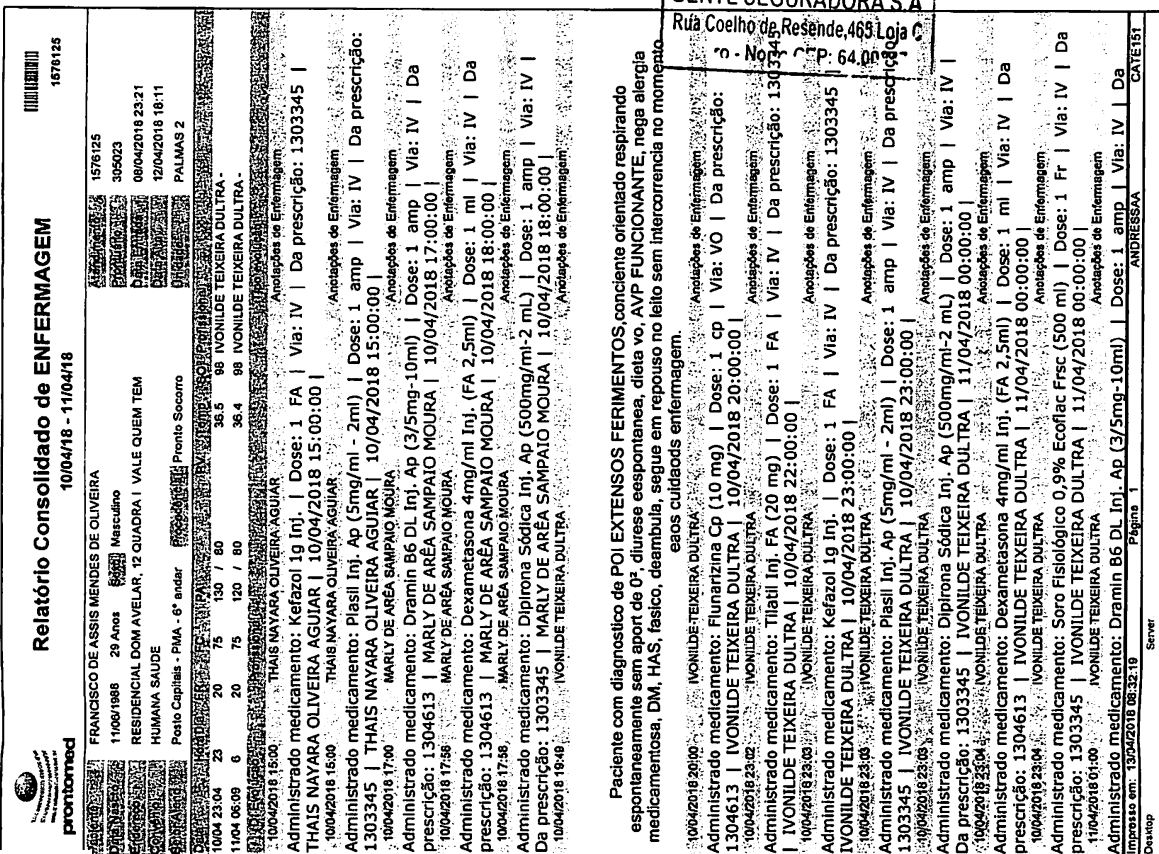 prontomed
Relatório Consolidado de ENFERMAGEM
10/04/18 - 11/04/18
1576125
FRANCISCO DE ASSIS MENDES DE OLIVEIRA
1576125
11/06/1988 29 Anos Masculino
305023
RESIDENCIAL DOM AVELAR, 12 QUADRA I VALE QUEM TEM
08/04/2018 23:21
HUMANA SAUDE
12/04/2018 18:11
Posto Capitals - PMA - 6º andar Pronto Socorro
PALMAS 2
10/04 23:04 23 20 75 130 / 80 36.5 98 IVONILDE TEIXEIRA DULTRA -
11/04 06:09 6 20 75 120 / 80 36.4 98 IVONILDE TEIXEIRA DULTRA -
10/04/2018 15:00 THAIS NAYARA OLIVEIRA AGUIAR Anotações de Enfermagem
Administrado medicamento: Kefazol 1g Inj. | Dose: 1 FA | Via: IV | Da prescrição: 1303345 |
THAIS NAYARA OLIVEIRA AGUIAR | 10/04/2018 15:00:00 |
10/04/2018 15:00 THAIS NAYARA OLIVEIRA AGUIAR Anotações de Enfermagem
Administrado medicamento: Plasil Inj. Ap (5mg/ml - 2ml) | Dose: 1 amp | Via: IV | Da prescrição:
1303345 | THAIS NAYARA OLIVEIRA AGUIAR | 10/04/2018 15:00:00 |
10/04/2018 17:00 MARLY DE ARÊA SAMPAIO MOURA Anotações de Enfermagem
Administrado medicamento: Dramin B6 DL Inj. Ap (3/5mg-10ml) | Dose: 1 amp | Via: IV | Da
prescrição: 1304613 | MARLY DE ARÊA SAMPAIO MOURA | 10/04/2018 17:00:00 |
10/04/2018 17:56 MARLY DE ARÊA SAMPAIO MOURA Anotações de Enfermagem
Administrado medicamento: Dexametasona 4mg/ml Inj. (FA 2,5ml) | Dose: 1 ml | Via: IV | Da
prescrição: 1304613 | MARLY DE ARÊA SAMPAIO MOURA | 10/04/2018 18:00:00 |
10/04/2018 17:58 MARLY DE ARÊA SAMPAIO MOURA Anotações de Enfermagem
Administrado medicamento: Dipirona Sódica Inj. Ap (500mg/ml-2 mL) | Dose: 1 amp | Via: IV |
Da prescrição: 1303345 | MARLY DE ARÊA SAMPAIO MOURA | 10/04/2018 18:00:00 |
10/04/2018 19:49 IVONILDE TEIXEIRA DULTRA Anotações de Enfermagem
Paciente com diagnostico de POI EXTENSOS FERIMENTOS,conciente orientado respirando
espontaneamente sem aport de 0², diurese eespontanea, dieta vo, AVP FUNCIONANTE, nega alergia
medicamentosa, DM, HAS, fasico, deambula, segue em repouso no leito sem intercorrencia no momento
eaos cuidaods enfermagem.
10/04/2018 20:00 IVONILDE TEIXEIRA DULTRA Anotações de Enfermagem
Administrado medicamento: Flunarizina Cp (10 mg) | Dose: 1 cp | Via: VO | Da prescrição:
1304613 | IVONILDE TEIXEIRA DULTRA | 10/04/2018 20:00:00 |
10/04/2018 23:02 IVONILDE TEIXEIRA DULTRA Anotações de Enfermagem
Administrado medicamento: Tilatil Inj. FA (20 mg) | Dose: 1 FA | Via: IV | Da prescrição: 1303345
| IVONILDE TEIXEIRA DULTRA | 10/04/2018 22:00:00 |
10/04/2018 23:03 IVONILDE TEIXEIRA DULTRA Anotações de Enfermagem
Administrado medicamento: Kefazol 1g Inj. | Dose: 1 FA | Via: IV | Da prescrição: 1303345
IVONILDE TEIXEIRA DULTRA | 10/04/2018 23:00:00 |
10/04/2018 23:03 IVONILDE TEIXEIRA DULTRA Anotações de Enfermagem
Administrado medicamento: Plasil Inj. Ap (5mg/ml - 2ml) | Dose: 1 amp | Via: IV | Da prescrição:
1303345 | IVONILDE TEIXEIRA DULTRA | 10/04/2018 23:00:00 |
10/04/2018 23:04 IVONILDE TEIXEIRA DULTRA Anotações de Enfermagem
Administrado medicamento: Dipirona Sódica Inj. Ap (500mg/ml-2 mL) | Dose: 1 amp | Via: IV |
Da prescrição: 1303345 | IVONILDE TEIXEIRA DULTRA | 11/04/2018 00:00:00 |
10/04/2018 23:04 IVONILDE TEIXEIRA DULTRA Anotações de Enfermagem
Administrado medicamento: Dexametasona 4mg/ml Inj. (FA 2,5ml) | Dose: 1 ml | Via: IV | Da
prescrição: 1304613 | IVONILDE TEIXEIRA DULTRA | 11/04/2018 00:00:00 |
10/04/2018 23:04 IVONILDE TEIXEIRA DULTRA Anotações de Enfermagem
Administrado medicamento: Soro Fisiológico 0,9% Ecoflac Frsc (500 ml) | Dose: 1 Fr | Via: IV | Da
prescrição: 1303345 | IVONILDE TEIXEIRA DULTRA | 11/04/2018 00:00:00 |
11/04/2018 01:00 IVONILDE TEIXEIRA DULTRA Anotações de Enfermagem
Administrado medicamento: Dramin B6 DL Inj. Ap (3/5mg-10ml) | Dose: 1 amp | Via: IV | Da
Impresso em: 13/04/2018 08:32:19 Página 1 ANDRESSAA CATE151
Desktop Server
SEGURADORA S.A
Rua Coelho de Resende,465 Loja C